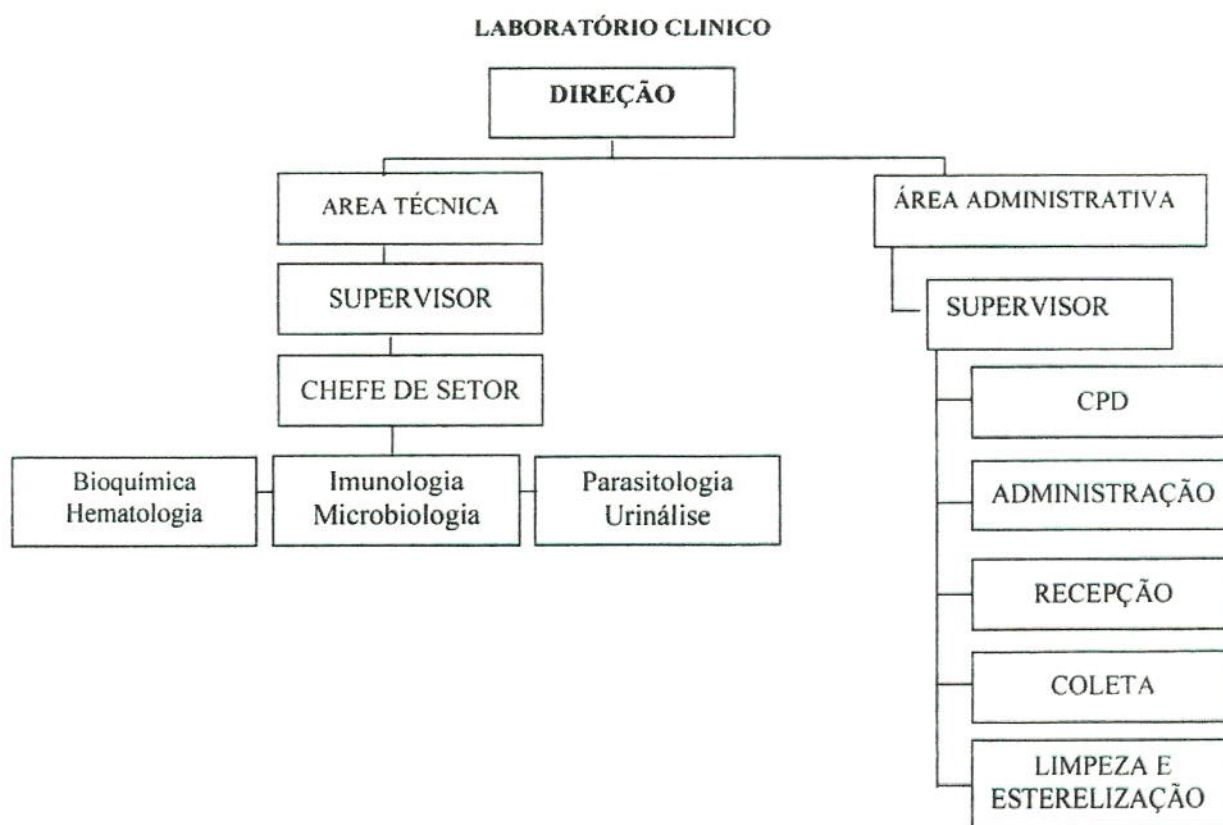 LABORATÓRIO CLINICO
DIREÇÃO
AREA TÉCNICA
ÁREA ADMINISTRATIVA
SUPERVISOR
SUPERVISOR
CHEFE DE SETOR
CPD
Bioquímica
Hematologia
Imunologia
Microbiologia
Parasitologia
Urinálise
ADMINISTRAÇÃO
RECEPÇÃO
COLETA
LIMPEZA E
ESTERELIZAÇÃO